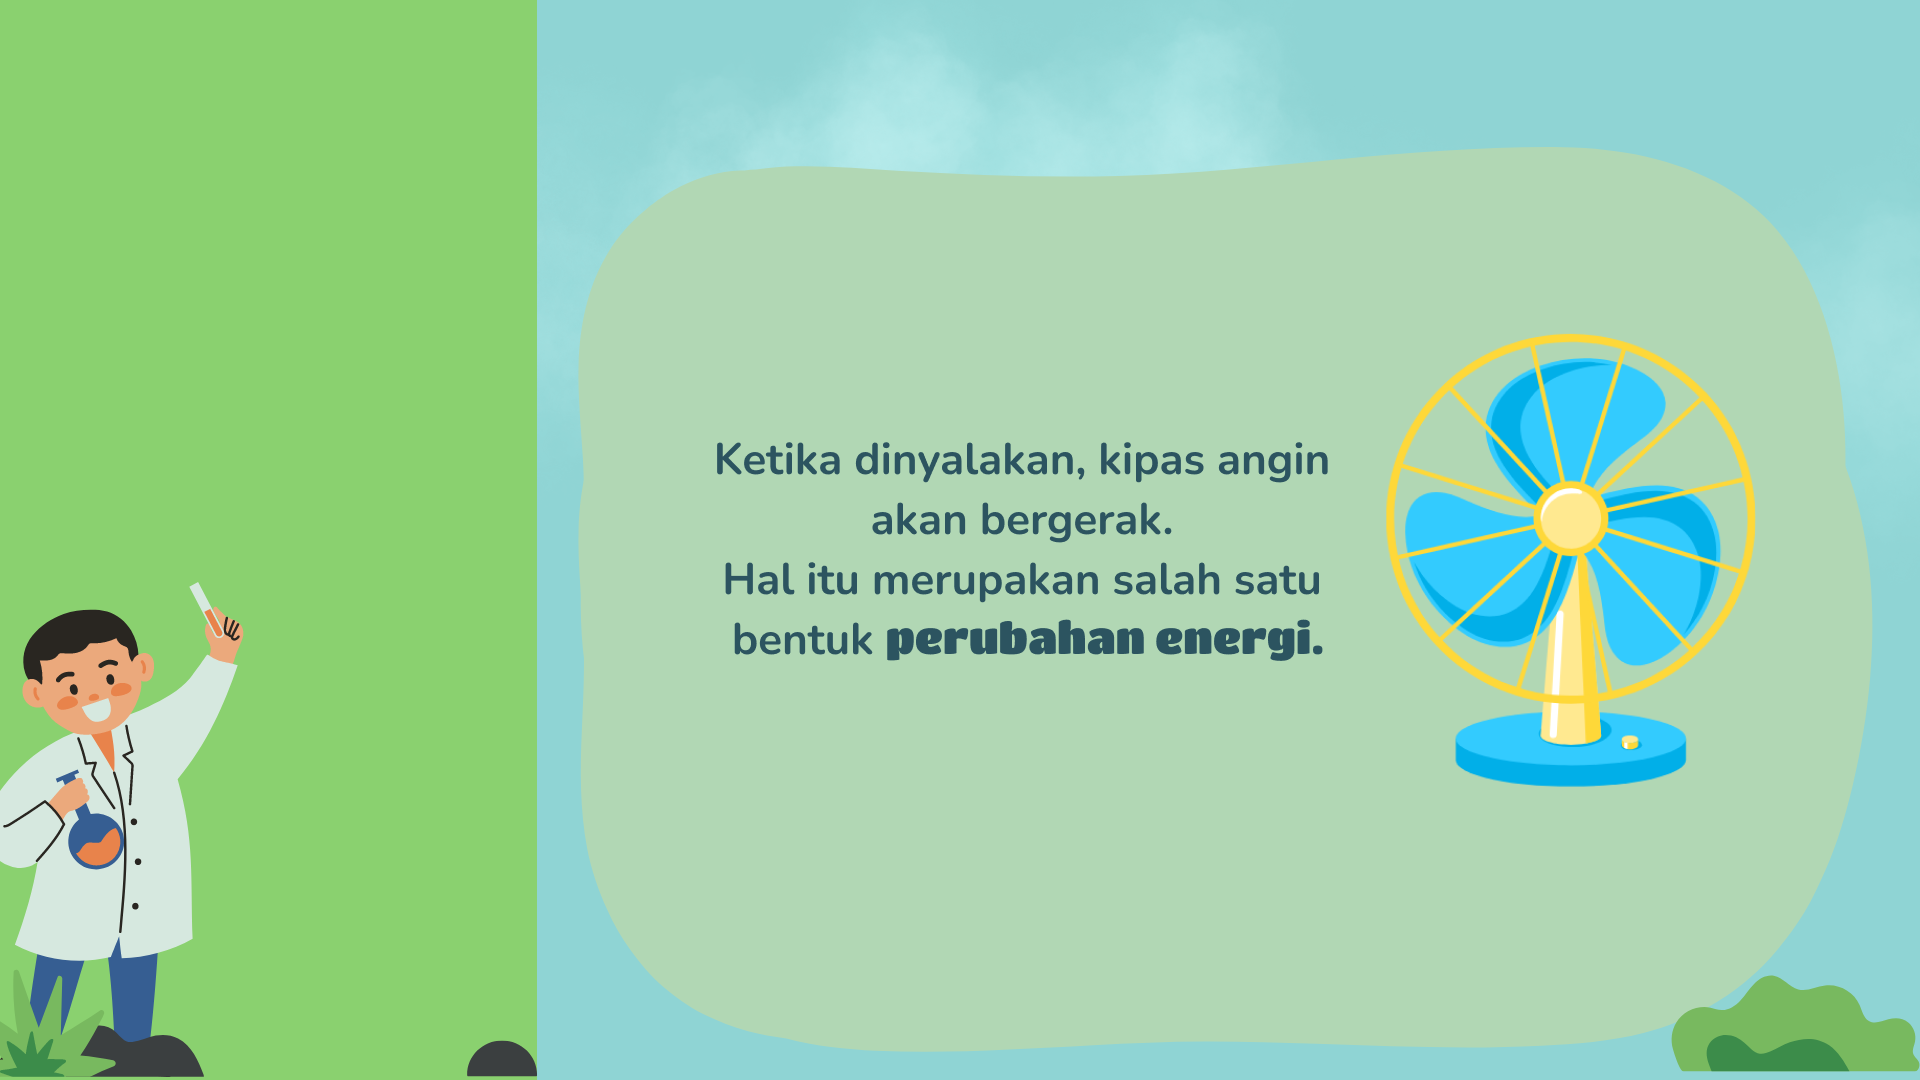 Ketika dinyalakan, kipas angin
akan bergerak.
Hal itu merupakan salah satu
bentuk perubahan energi.